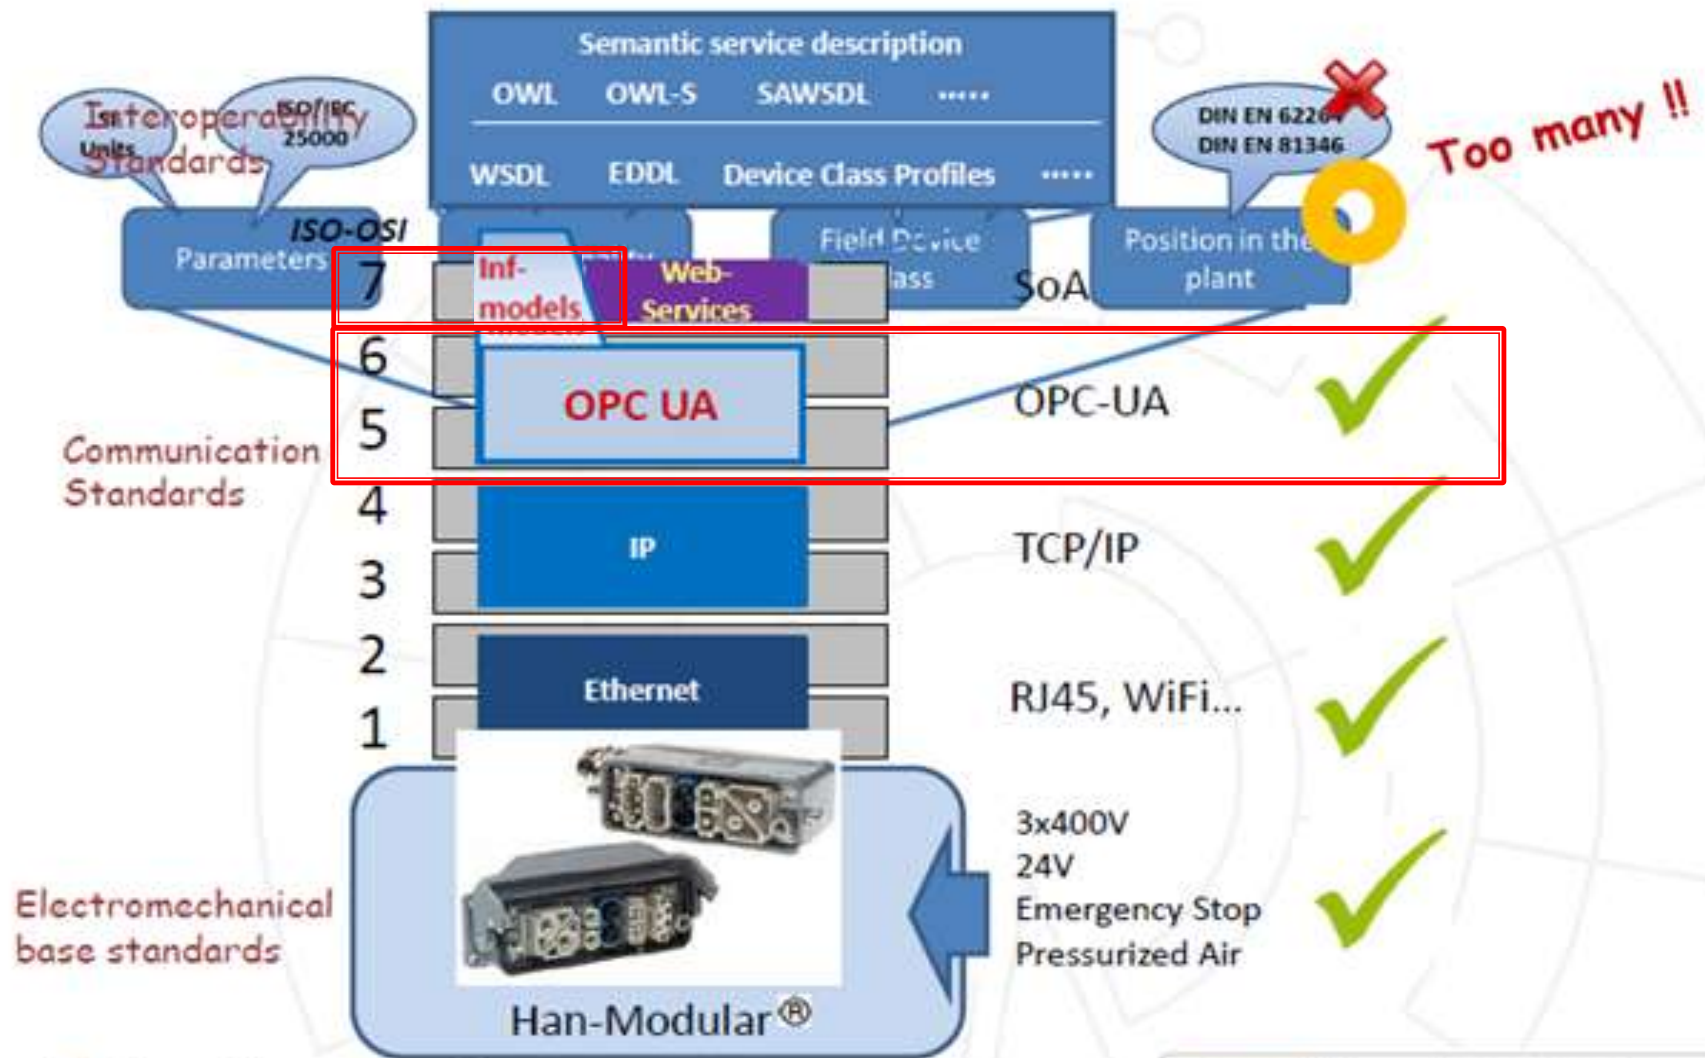 Semantic service description
OWL OWL-S SAWSDL .....
WSDL EDDL Device Class Profiles .....
Interoperability
Standards
Units
ISO/IEC
25000
DIN EN 62264
DIN EN 81346
Too many !!
Parameters
ISO-OSI
Field Device
Position in the
plant
7
Inf-
models
Web-
Services
SoA
6
5
OPC UA
OPC-UA
Communication
Standards
4
3
IP
TCP/IP
2
1
Ethernet
RJ45, WiFi...
Electromechanical
base standards
3x400V
24V
Emergency Stop
Pressurized Air
Han-Modular®